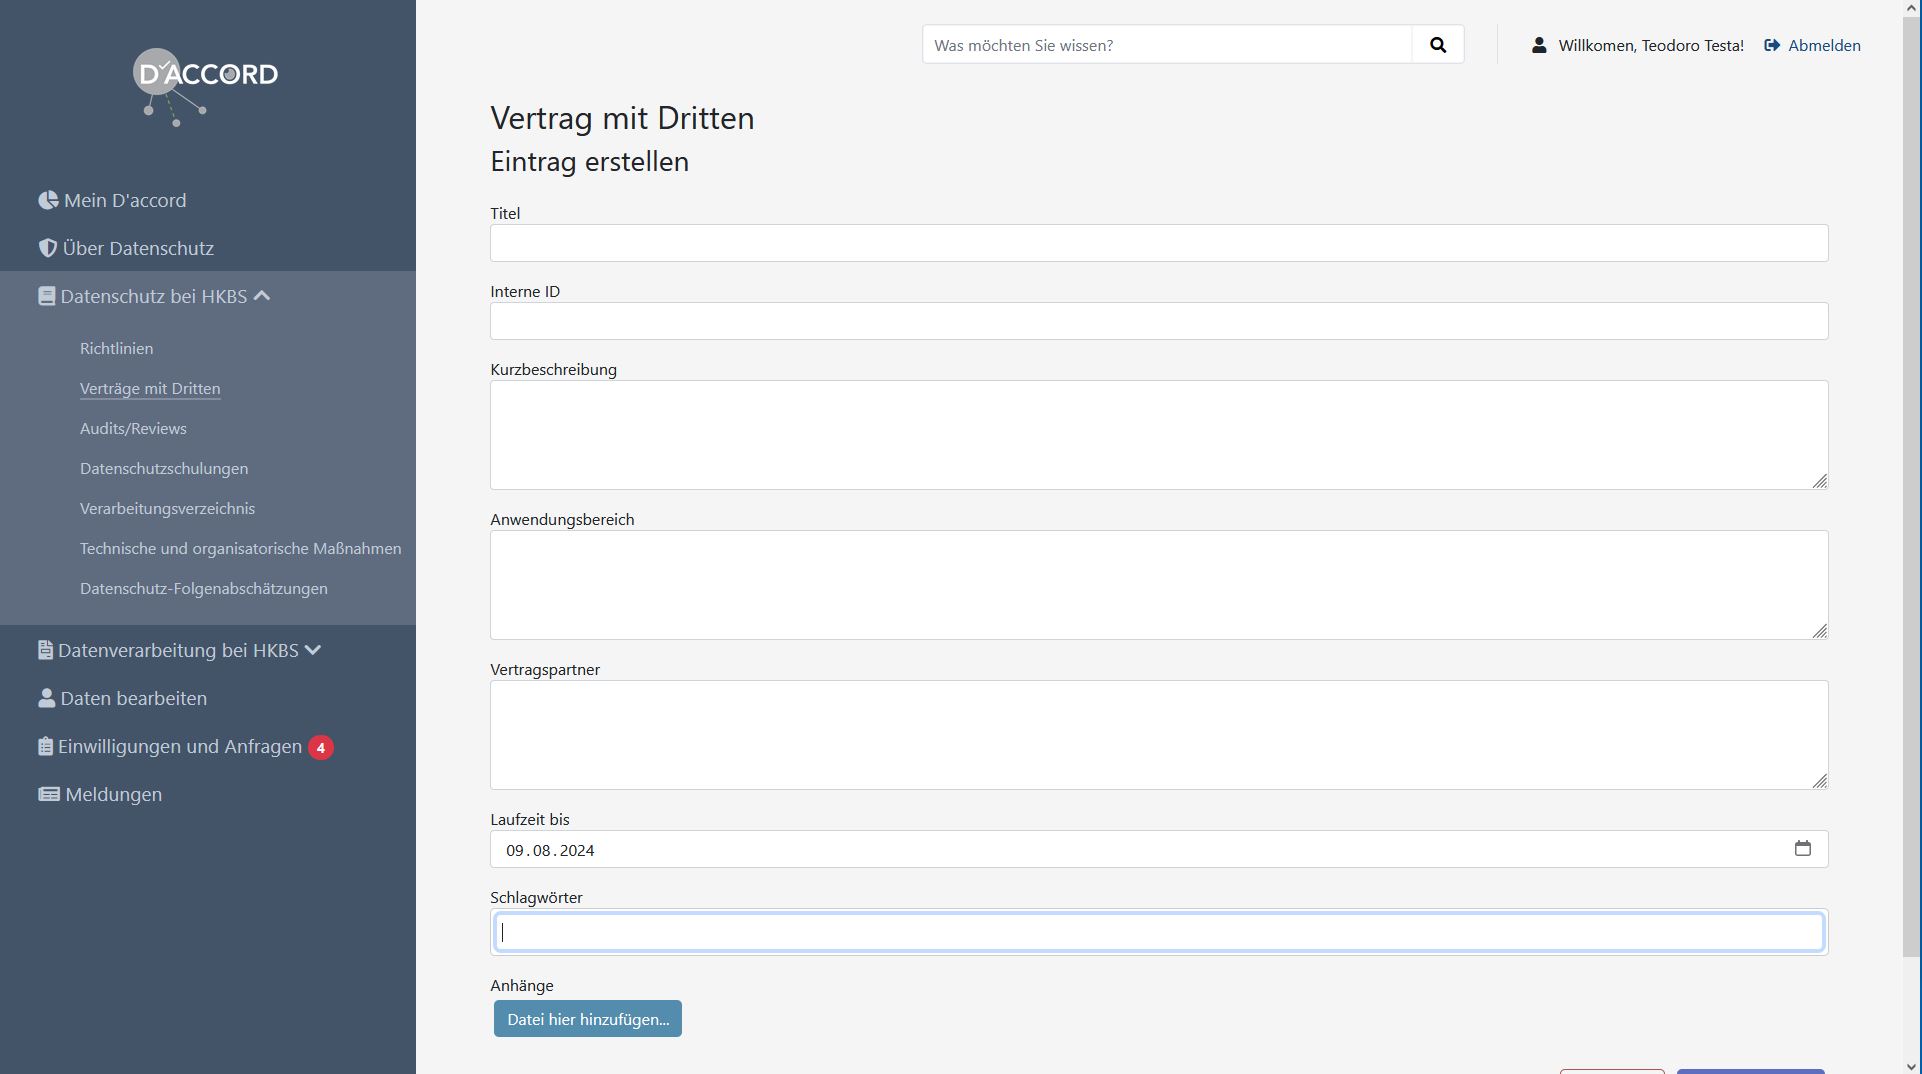 D'ACCORD
Was möchten Sie wissen?
Willkomen, Teodoro Testa!
Abmelden
Mein D'accord
Über Datenschutz
Datenschutz bei HKBS
Richtlinien
Verträge mit Dritten
Audits/Reviews
Datenschutzschulungen
Verarbeitungsverzeichnis
Technische und organisatorische Maßnahmen
Datenschutz-Folgenabschätzungen
Datenverarbeitung bei HKBS
Daten bearbeiten
Einwilligungen und Anfragen 4
Meldungen
Vertrag mit Dritten
Eintrag erstellen
Titel
Interne ID
Kurzbeschreibung
Anwendungsbereich
Vertragspartner
Laufzeit bis
09.08.2024
Schlagwörter
Anhänge
Datei hier hinzufügen...